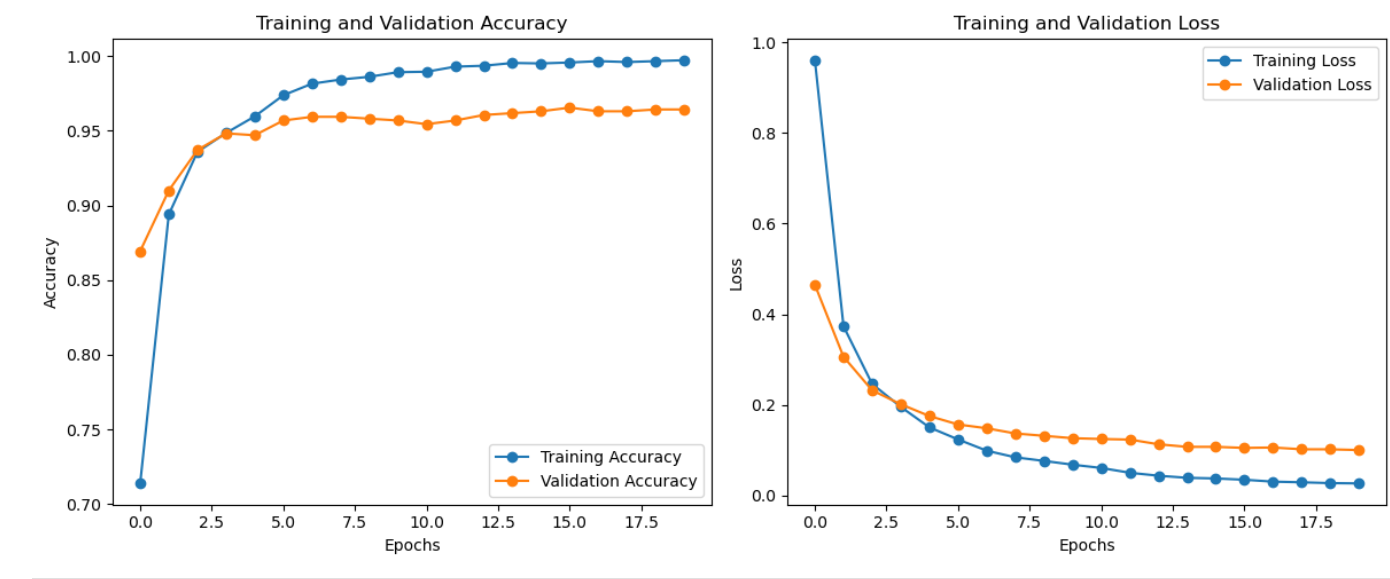 Training and Validation Accuracy
1.00
0.95
0.90
0.85
0.80
0.75
0.70
Accuracy
Training Accuracy
Validation Accuracy
0.0 2.5 5.0 7.5 10.0 12.5 15.0 17.5
Epochs
Training and Validation Loss
1.0
0.8
0.6
0.4
0.2
0.0
Loss
Training Loss
Validation Loss
0.0 2.5 5.0 7.5 10.0 12.5 15.0 17.5
Epochs